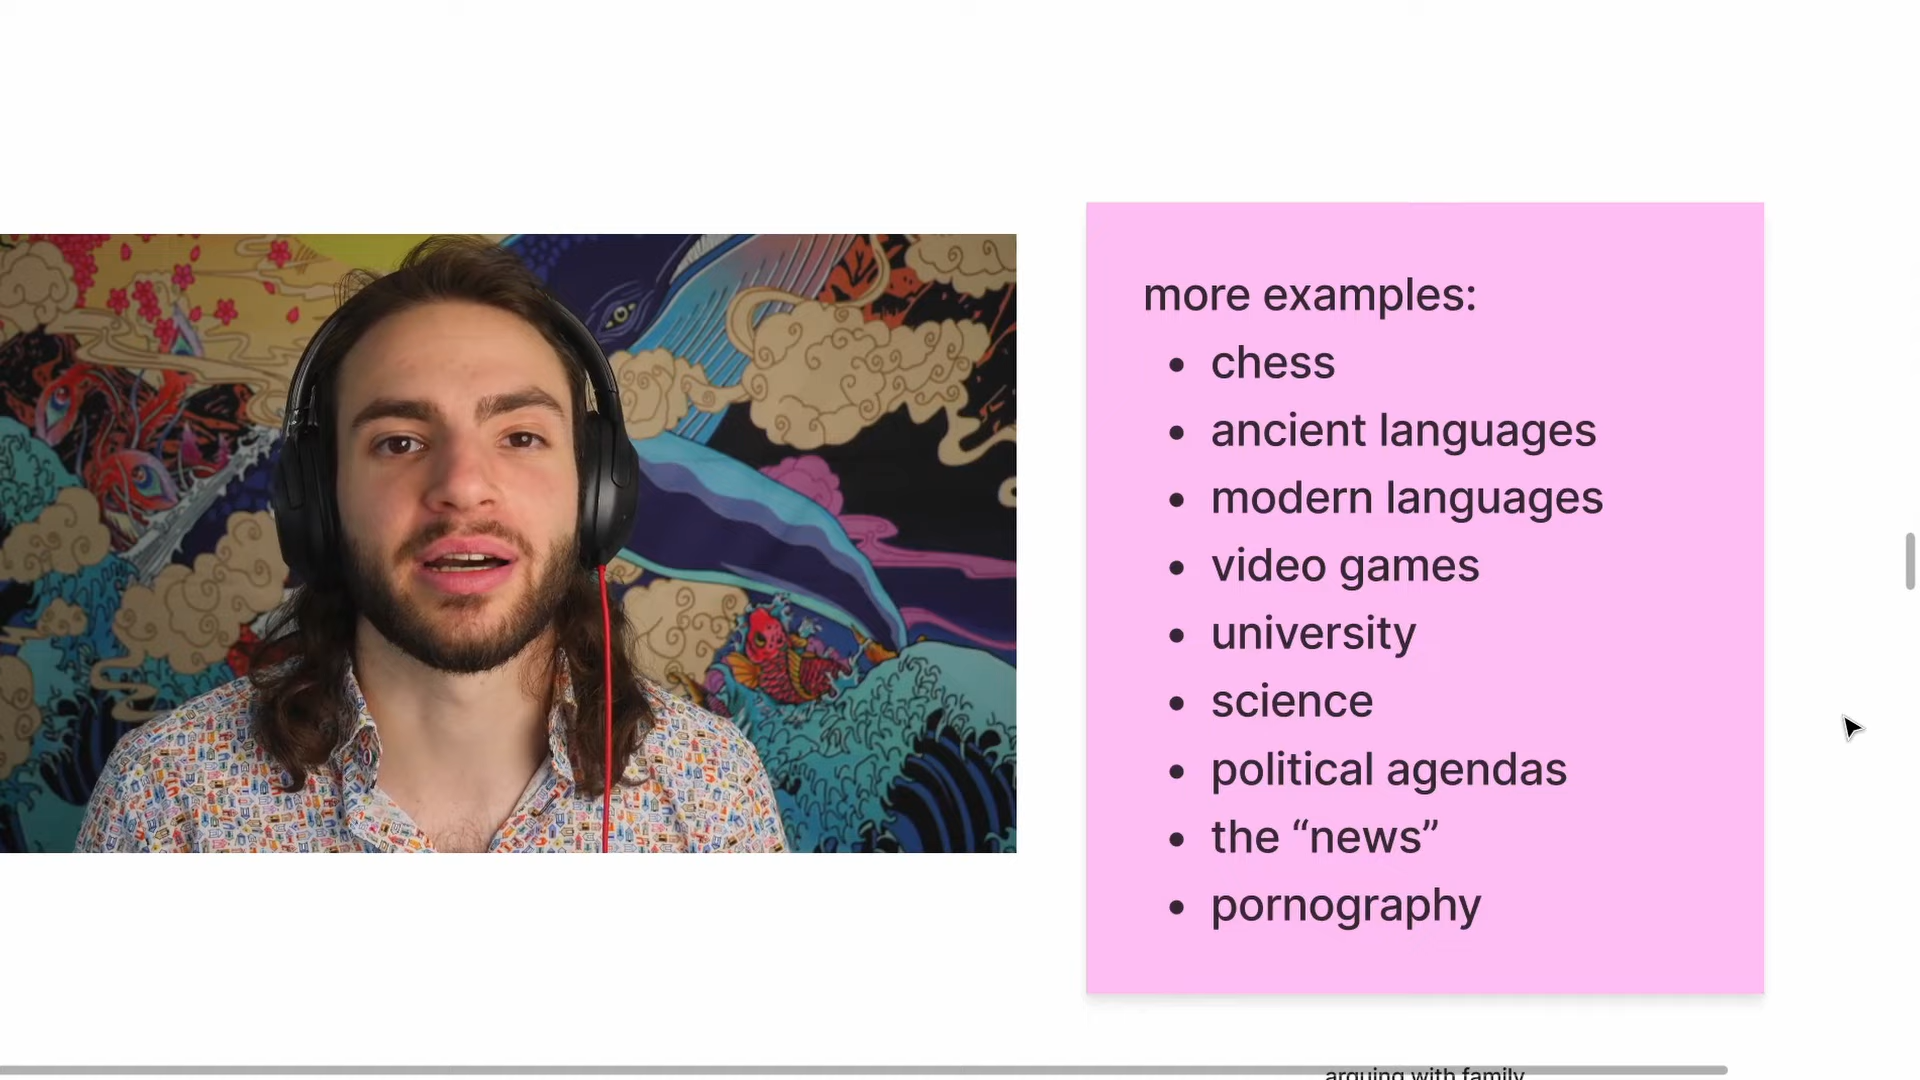 more examples:
• chess
• ancient languages
• modern languages
• video games
• university
• science
• political agendas
• the “news”
• pornography
arguing with family